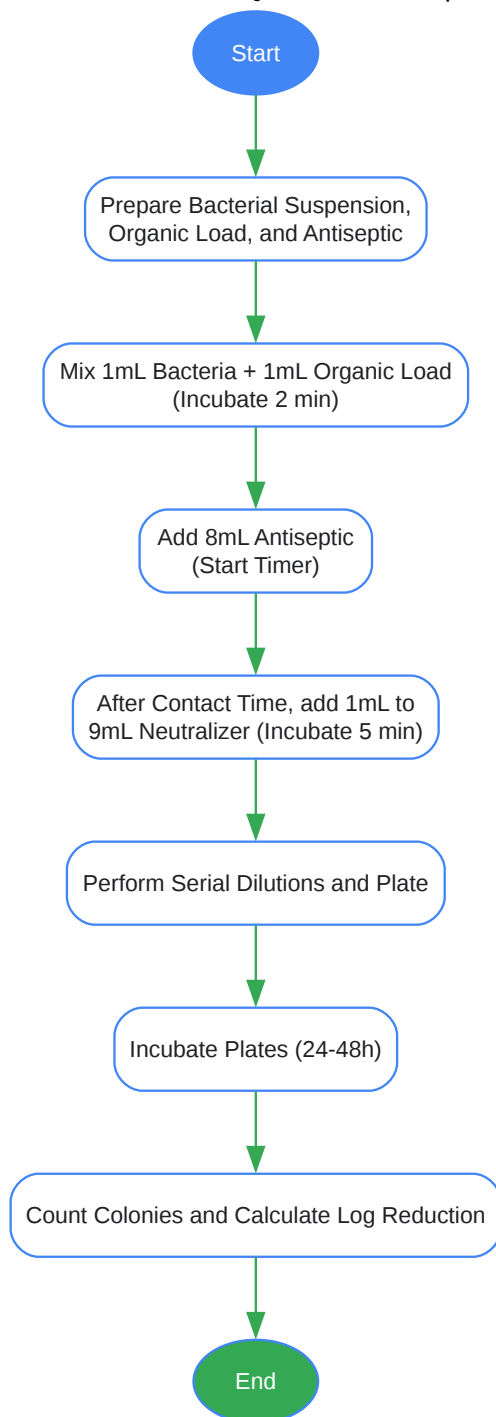 Start
Prepare Bacterial Suspension,
Organic Load, and Antiseptic
Mix 1mL Bacteria + 1mL Organic Load
(Incubate 2 min)
Add 8mL Antiseptic
(Start Timer)
After Contact Time, add 1mL to
9mL Neutralizer (Incubate 5 min)
Perform Serial Dilutions and Plate
Incubate Plates (24-48h)
Count Colonies and Calculate Log Reduction
End